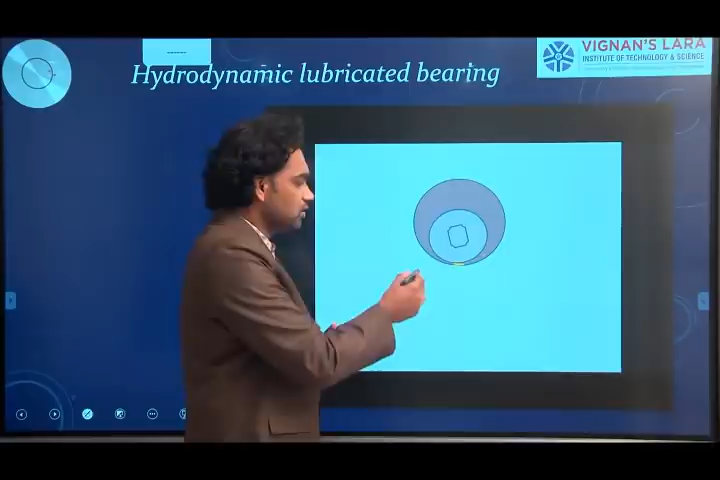 VIGNAN'S LARA
INSTITUTE OF TECHNOLOGY & SCIENCE
Hydrodynamic lubricated bearing